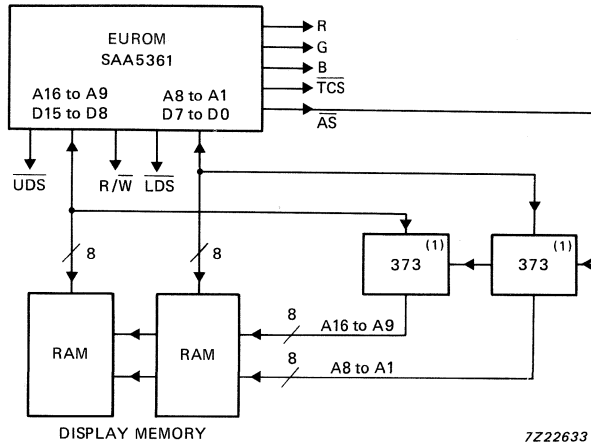 EUROM
SAA5361
A16 to A9
D15 to D8
A8 to A1
D7 to D0
R
G
B
TCS
AS
UDS
R/W
LDS
8
8
373
(1)
373
(1)
RAM
RAM
8
A16 to A9
8
A8 to A1
DISPLAY MEMORY
7Z22633